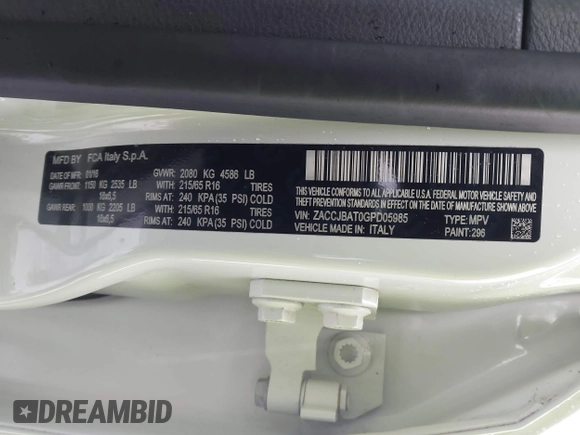 MFD BY FCA Italy S.p.A.
DATE OF MFR: 01/16 GVWR: 2080 KG 4586 LB
GAWR FRONT: 1150 KG 2535 LB WITH 215/65 R16 TIRES
16x6,5 RIMS AT: 240 KPA (35 PSI) COLD
GAWR REAR: 1000 KG 2205 LB WITH 215/65 R16 TIRES
16x6,5 RIMS AT: 240 KPA (35 PSI) COLD
THIS VEHICLE CONFORMS TO ALL APPLICABLE U.S.A. FEDERAL MOTOR VEHICLE SAFETY AND
THEFT PREVENTION STANDARDS IN EFFECT ON THE DATE OF MANUFACTURE SHOWN ABOVE
VIN: ZACCJBAT0GPD05985 TYPE: MPV
VEHICLE MADE IN: ITALY PAINT: 296
DREAMBID